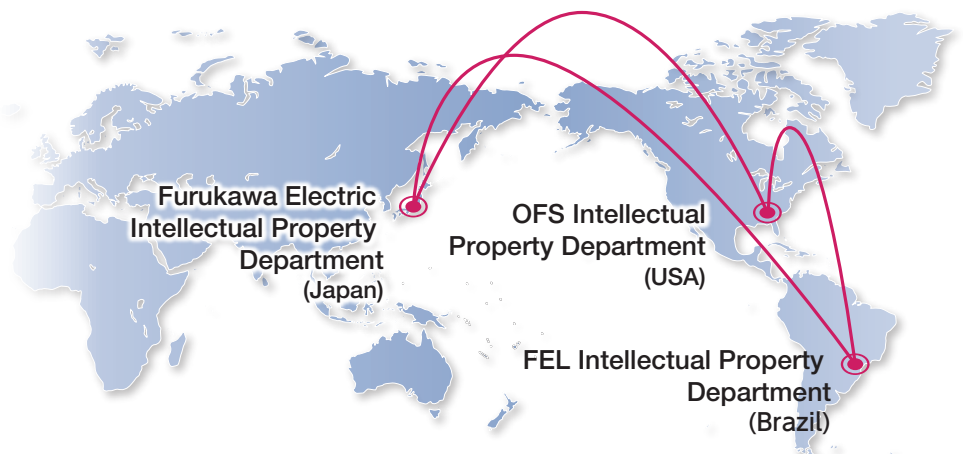 Furukawa Electric
Intellectual Property
Department
(Japan)
OFS Intellectual
Property Department
(USA)
FEL Intellectual Property
Department
(Brazil)